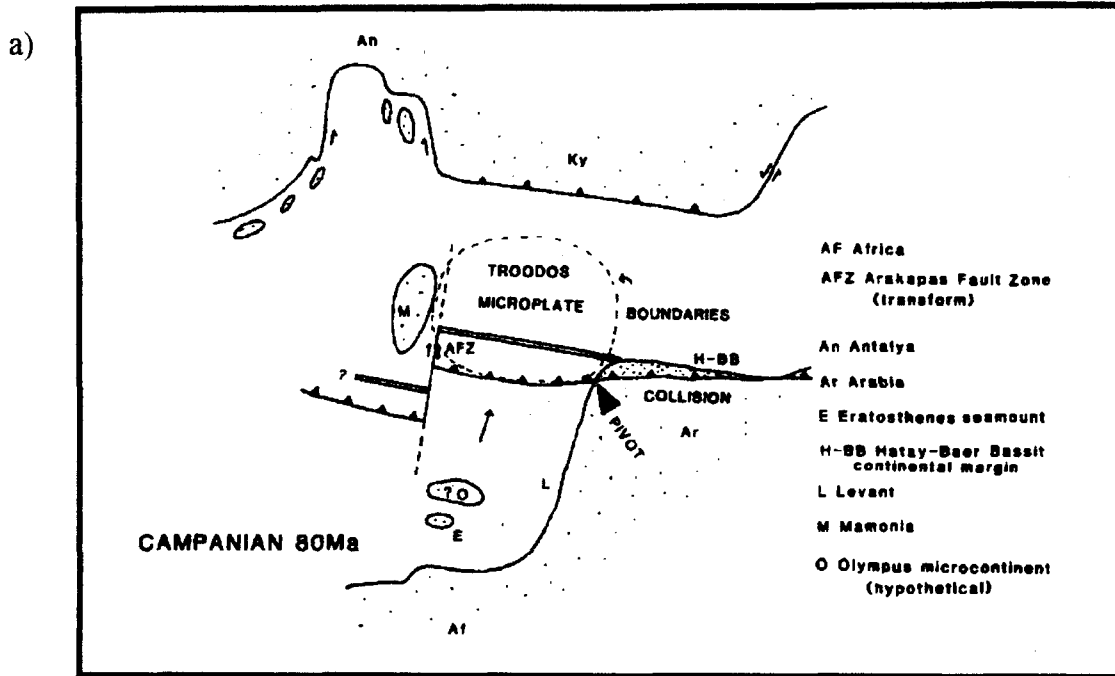 a)
An
Ky
TROODOS
MICROPLATE
BOUNDARIES
M
AFZ
H-BB
?
COLLISION
PIVOT
Ar
L
? O
E
CAMPANIAN 80Ma
Af
AF Africa
AFZ Arakapas Fault Zone
(transform)
An Antalya
Ar Arabia
E Eratosthenes seamount
H-BB Hatay-Baer Bassit
continental margin
L Levant
M Mamonia
O Olympus microcontinent
(hypothetical)